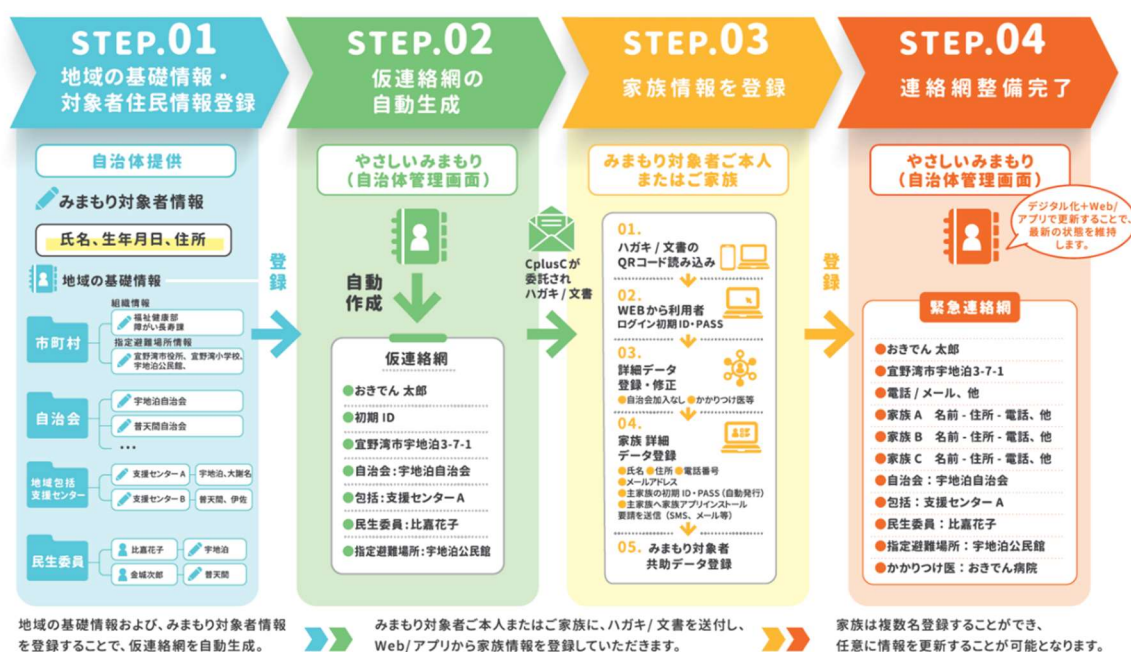 STEP.01
地域の基礎情報・
対象者住民情報登録
自治体提供
みまもり対象者情報
氏名、生年月日、住所
地域の基礎情報
組織情報
市町村
福祉健康部
障がい長寿課
指定避難場所情報
宜野湾市役所、宜野湾小学校、
宇地泊公民館、
自治会
宇地泊自治会
普天間自治会
…
地域包括
支援センター
支援センターA
宇地泊、大謝名
支援センターB
普天間、伊佐
民生委員
比嘉花子
宇地泊
金城次郎
普天間
登録
STEP.02
仮連絡網の
自動生成
やさしいみまもり
（自治体管理画面）
自動
作成
仮連絡網
●おきでん 太郎
●初期 ID
●宜野湾市宇地泊3-7-1
●自治会：宇地泊自治会
●包括：支援センターA
●民生委員：比嘉花子
●指定避難場所：宇地泊公民館
CplusCが
委託され
ハガキ / 文書
STEP.03
家族情報を登録
みまもり対象者ご本人
またはご家族
01.
ハガキ / 文書の
QRコード読み込み
02.
WEBから利用者
ログイン初期ID・PASS
03.
詳細データ
登録・修正
●自治会加入なし ●かかりつけ医等
04.
家族 詳細
データ登録
●氏名 ●住所 ●電話番号
●メールアドレス
●主家族の初期 ID・PASS（自動発行）
●主家族へ家族アプリインストール
要請を送信（SMS、メール等）
05. みまもり対象者
共助データ登録
登録
STEP.04
連絡網整備完了
やさしいみまもり
（自治体管理画面）
デジタル化+Web/
アプリで更新することで、
最新の状態を維持
します。
緊急連絡網
●おきでん 太郎
●宜野湾市宇地泊3-7-1
●電話 / メール、他
●家族 A 名前 - 住所 - 電話、他
●家族 B 名前 - 住所 - 電話、他
●家族 C 名前 - 住所 - 電話、他
●自治会：宇地泊自治会
●包括：支援センター A
●民生委員：比嘉花子
●指定避難場所：宇地泊公民館
●かかりつけ医：おきでん病院
地域の基礎情報および、みまもり対象者情報
を登録することで、仮連絡網を自動生成。
みまもり対象者ご本人またはご家族に、ハガキ/ 文書を送付し、
Web/ アプリから家族情報を登録していただきます。
家族は複数名登録することができ、
任意に情報を更新することが可能となります。